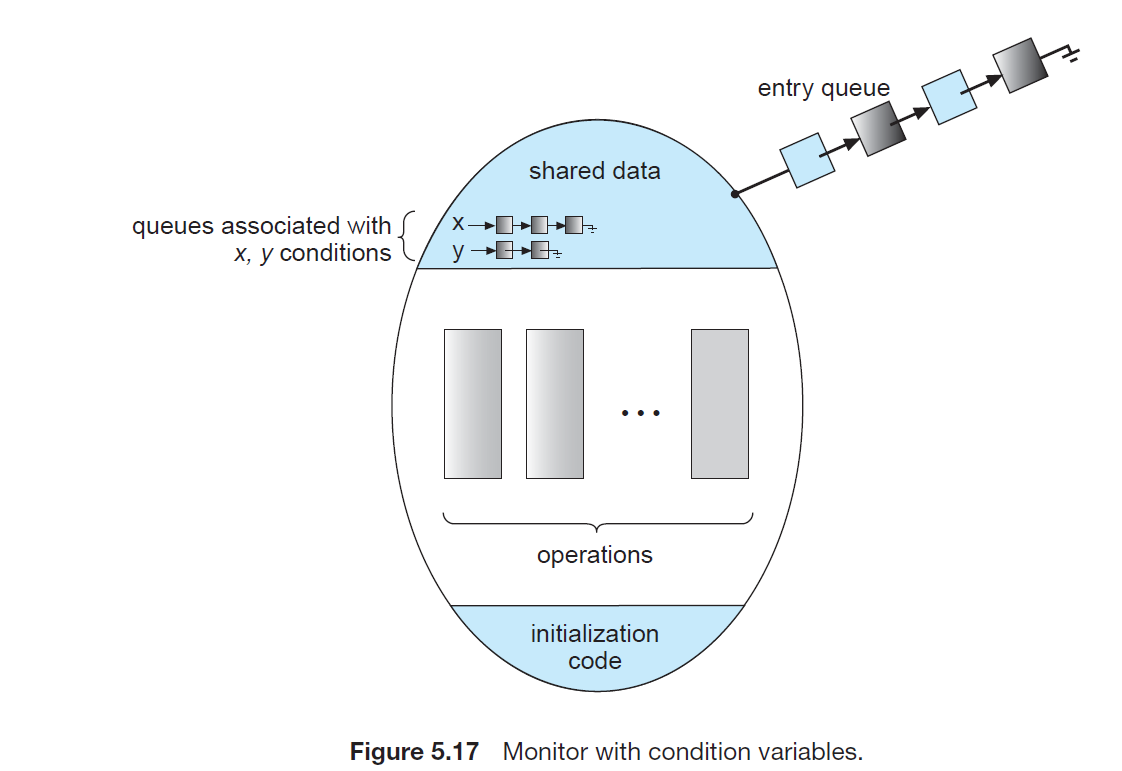 entry queue
shared data
queues associated with
x, y conditions
x
y
...
operations
initialization
code
Figure 5.17 Monitor with condition variables.